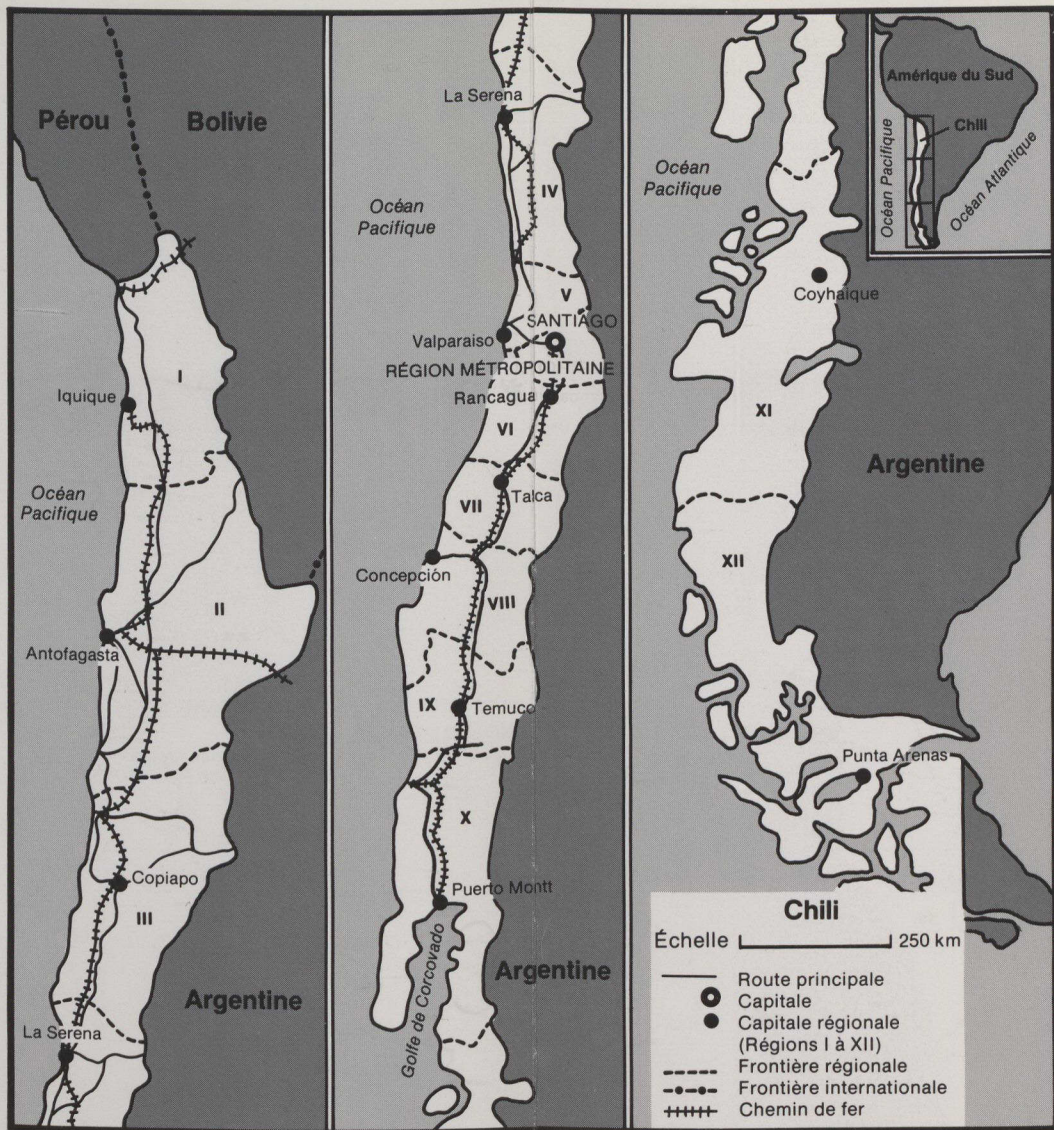 Pérou
Bolivie
I
Iquique
Océan
Pacifique
II
Antofagasta
Copiapo
III
Argentine
La Serena
La Serena
Océan
Pacifique
IV
V
SANTIAGO
Valparaiso
RÉGION MÉTROPOLITAINE
Rancagua
VI
Talca
VII
Concepción
VIII
IX
Temuco
X
Puerto Montt
Golfe de Corcovado
Argentine
Océan
Pacifique
Amérique du Sud
Chili
Océan Pacifique
Océan Atlantique
Coyhaique
XI
Argentine
XII
Punta Arenas
Chili
Échelle 250 km
Route principale
Capitale
Capitale régionale
(Régions I à XII)
Frontière régionale
Frontière internationale
Chemin de fer